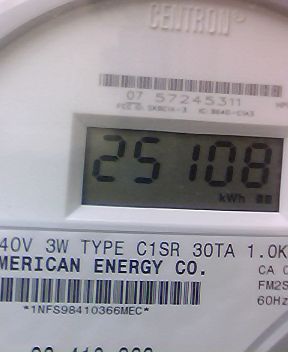 CENTRON
07 57245311
25108
kWh
40V 3W TYPE C1SR 30TA 1.0K
MERICAN ENERGY CO.
CA 0
FM2S
60Hz
*1NFS98410366MEC*